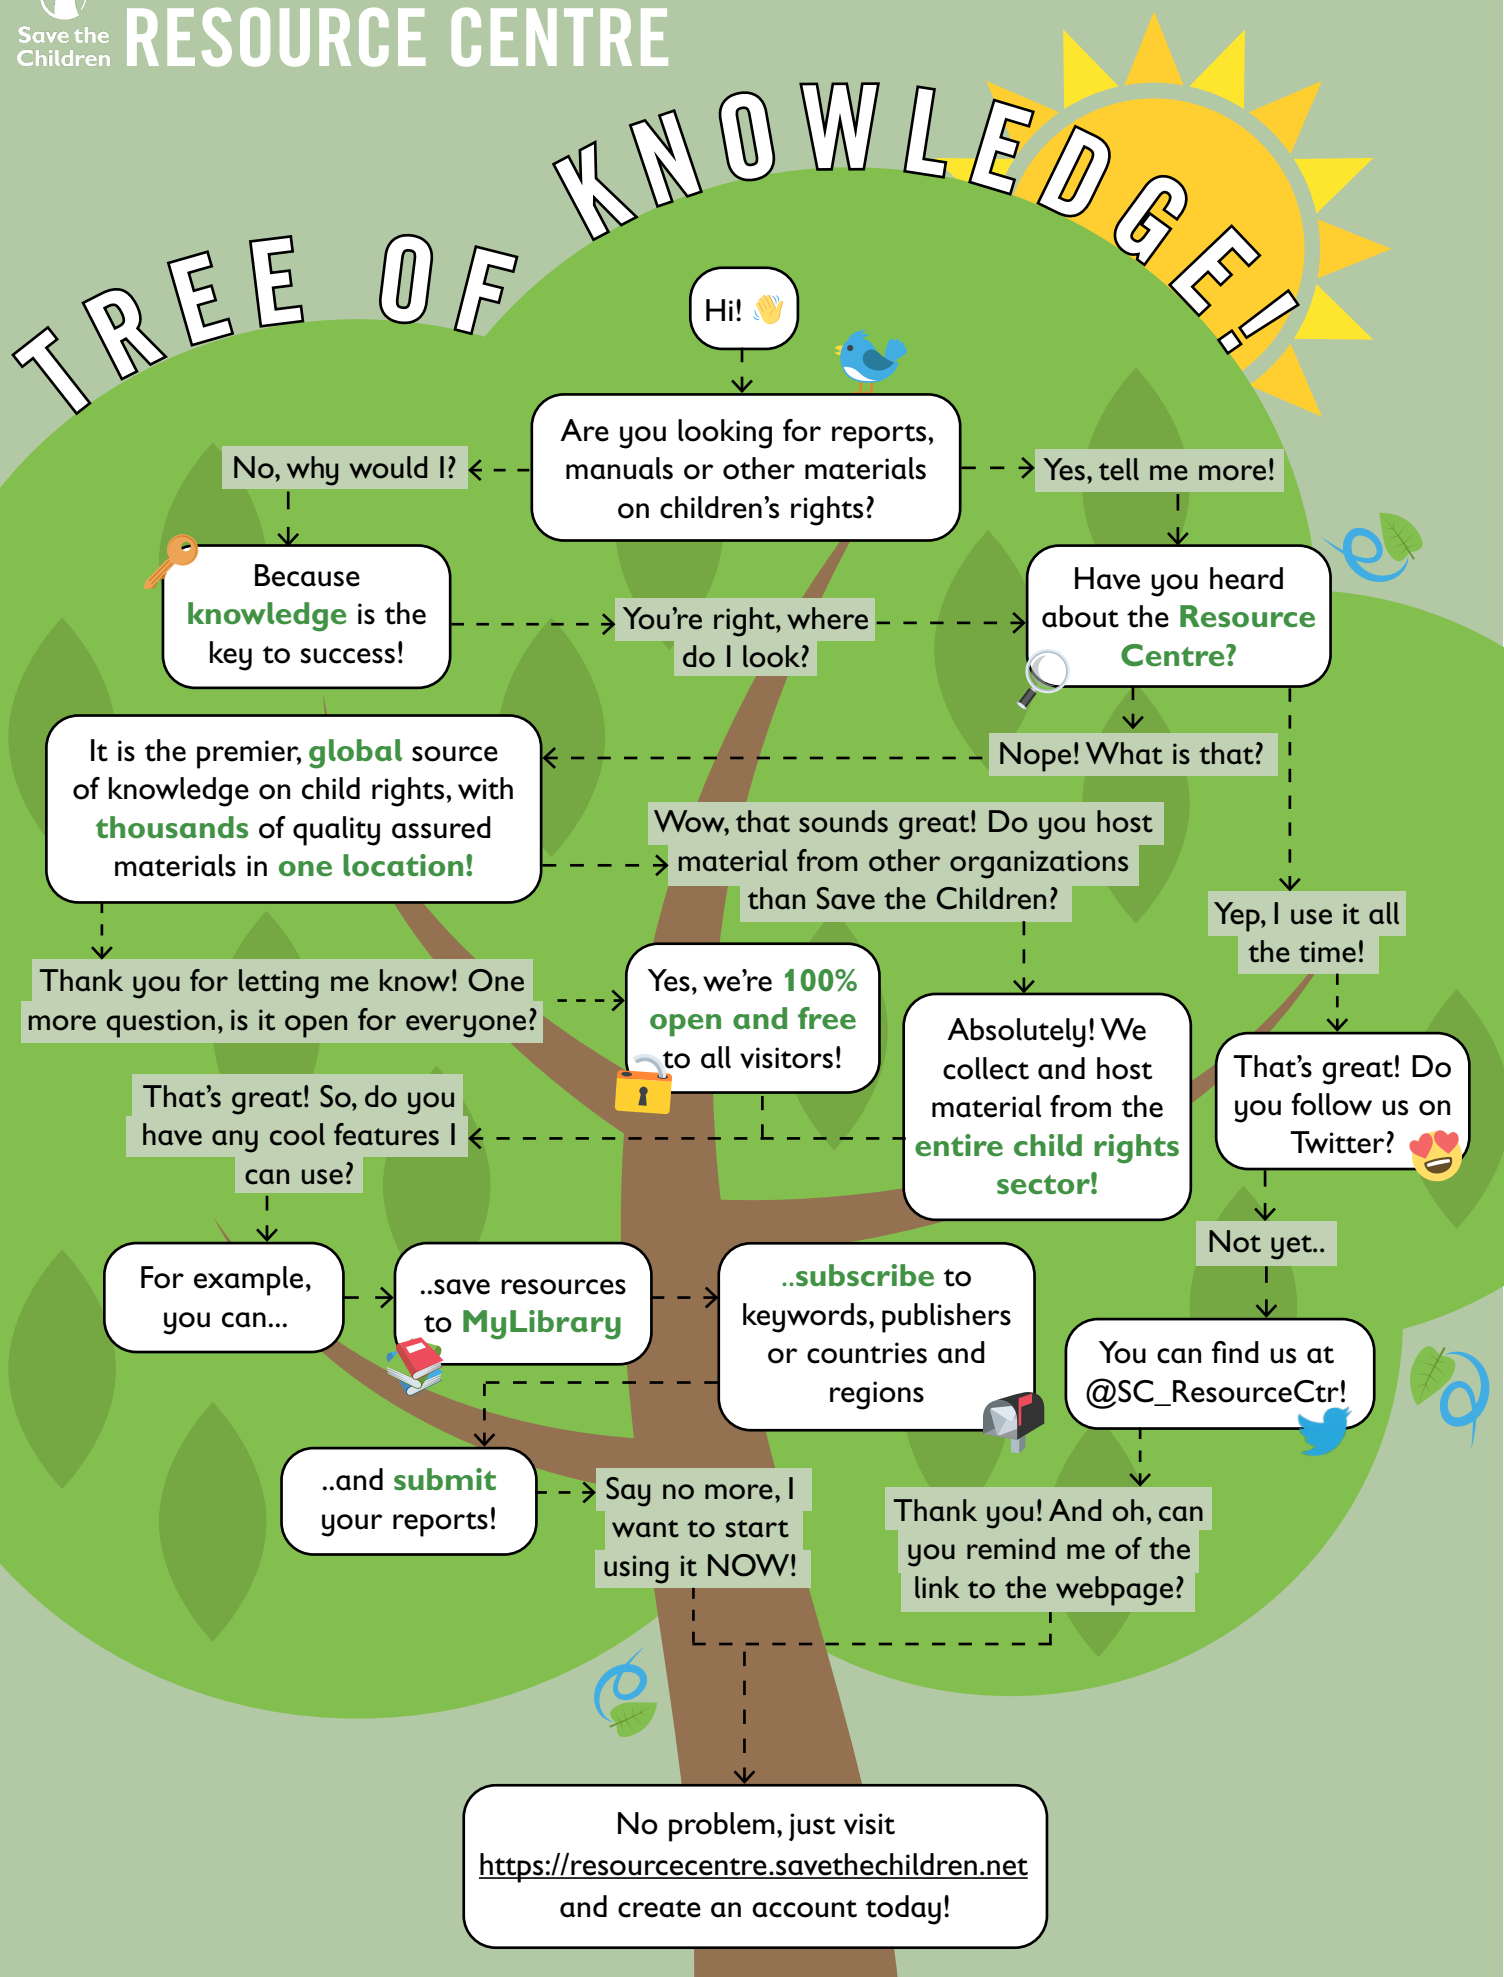 Save the
Children
RESOURCE CENTRE
TREE OF KNOWLEDGE!
Hi!
Are you looking for reports,
manuals or other materials
on children's rights?
No, why would I?
Yes, tell me more!
Because
knowledge is the
key to success!
You're right, where
do I look?
Have you heard
about the Resource
Centre?
Nope! What is that?
It is the premier, global source
of knowledge on child rights, with
thousands of quality assured
materials in one location!
Wow, that sounds great! Do you host
material from other organizations
than Save the Children?
Yep, I use it all
the time!
Thank you for letting me know! One
more question, is it open for everyone?
Yes, we're 100%
open and free
to all visitors!
Absolutely! We
collect and host
material from the
entire child rights
sector!
That's great! Do
you follow us on
Twitter?
That's great! So, do you
have any cool features I
can use?
Not yet..
For example,
you can...
..save resources
to MyLibrary
..subscribe to
keywords, publishers
or countries and
regions
You can find us at
@SC_ResourceCtr!
..and submit
your reports!
Say no more, I
want to start
using it NOW!
Thank you! And oh, can
you remind me of the
link to the webpage?
No problem, just visit
https://resourcecentre.savethechildren.net
and create an account today!